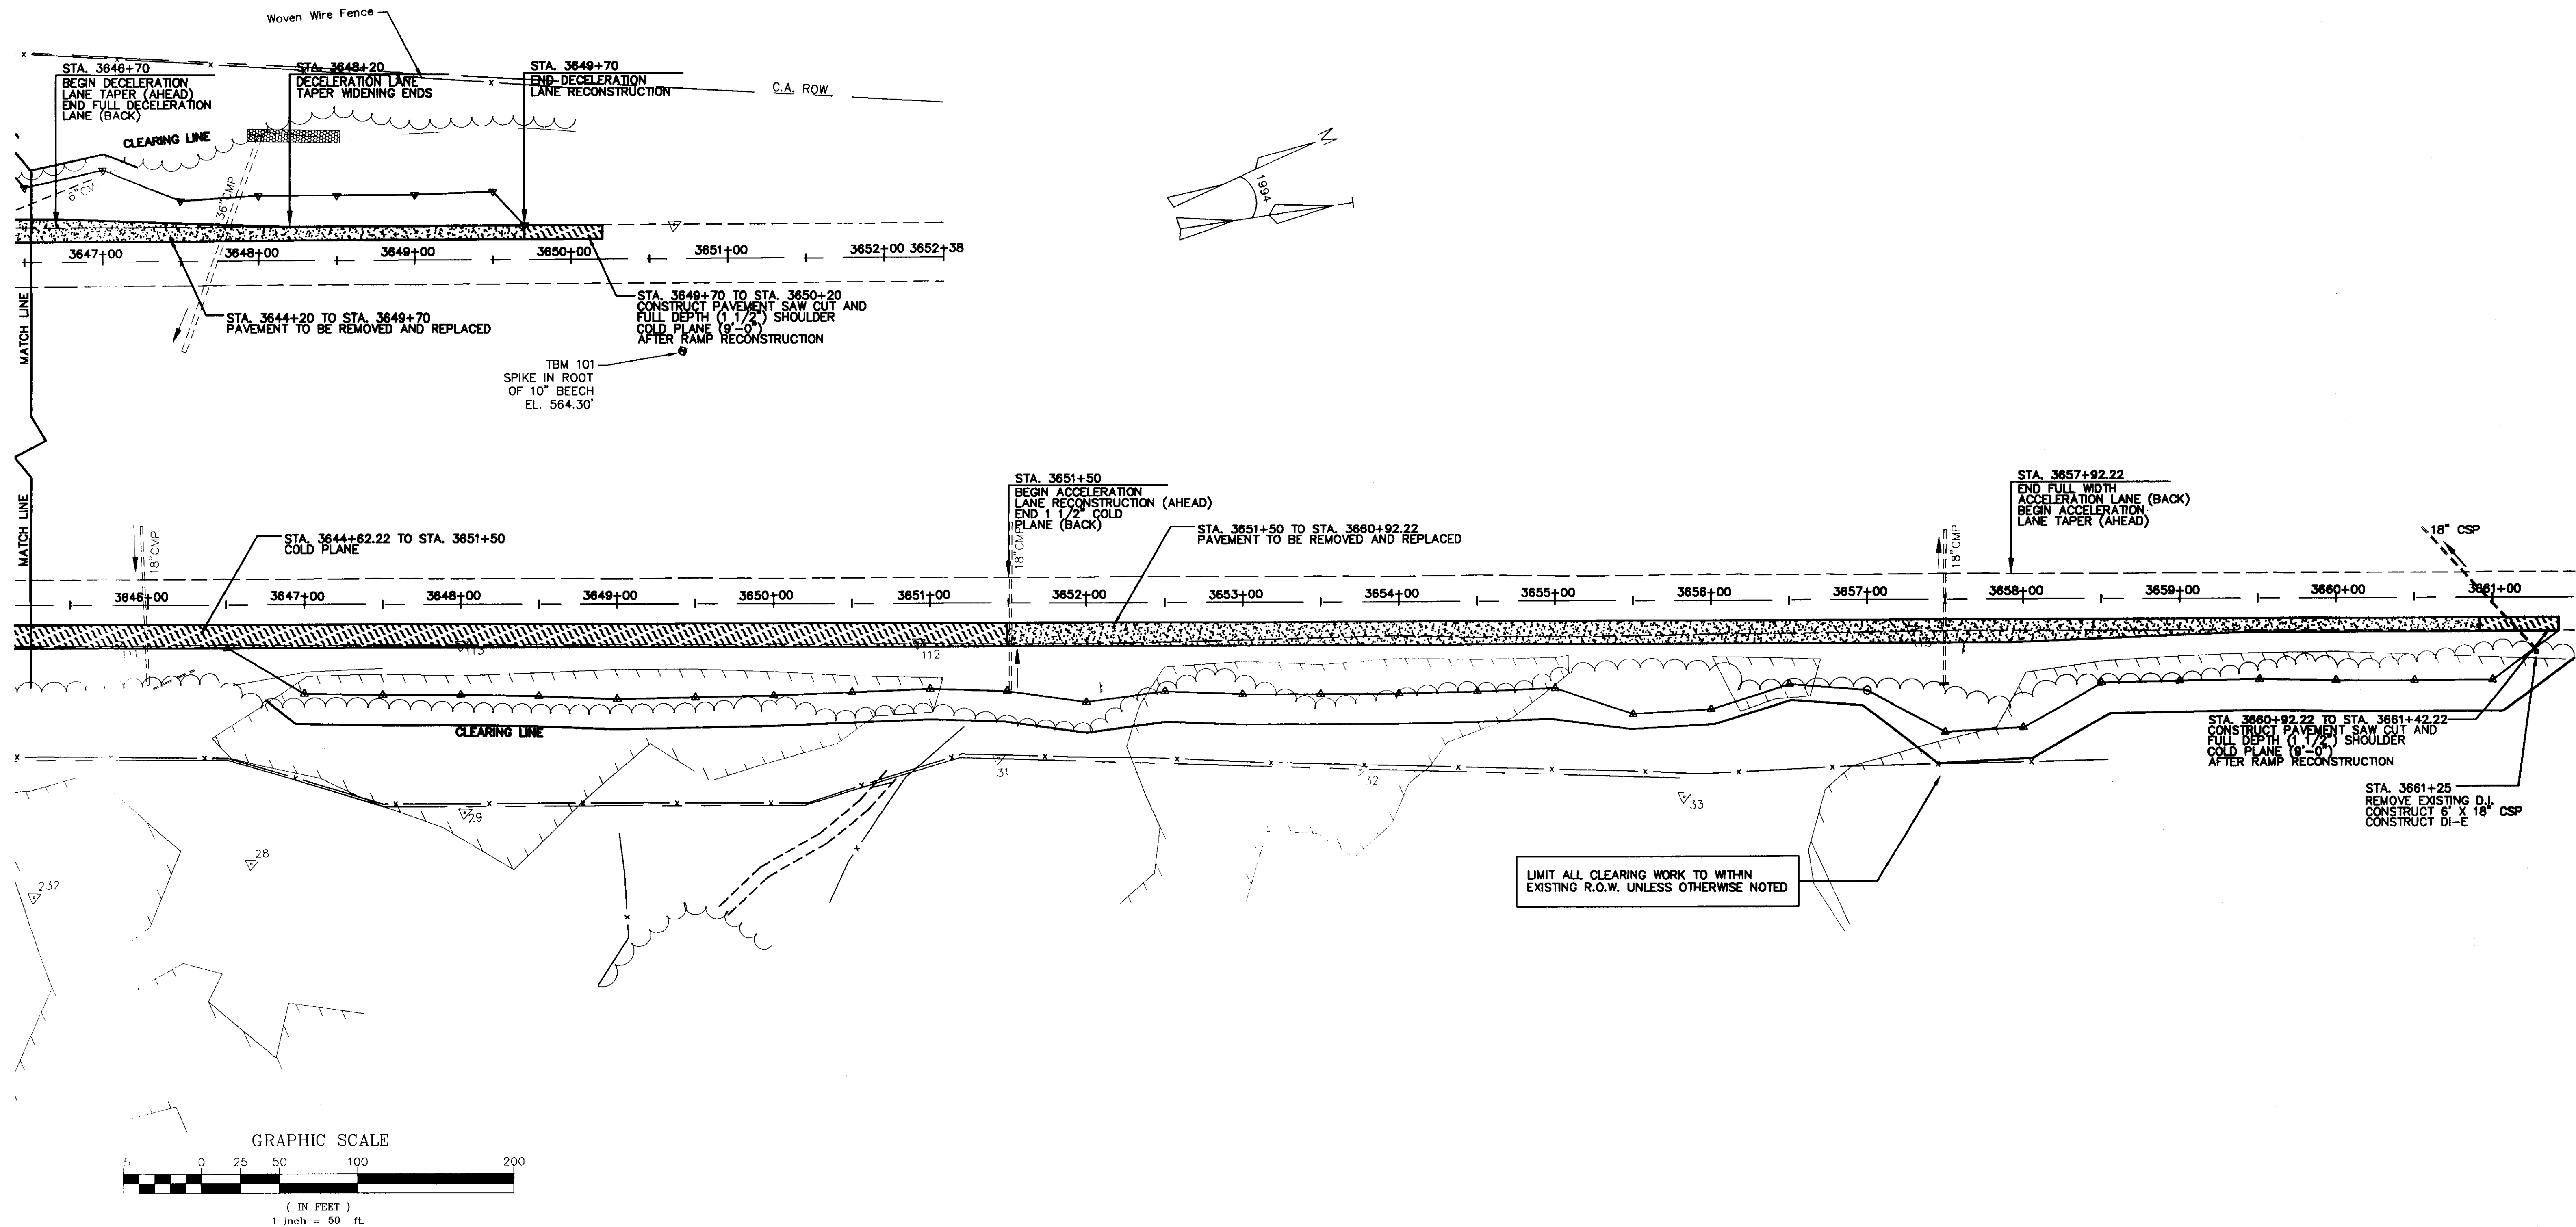 Woven Wire Fence
STA. 3646+70
BEGIN DECELERATION
LANE TAPER (AHEAD)
END FULL DECELERATION
LANE (BACK)
STA. 3648+20
DECELERATION LANE
TAPER WIDENING ENDS
STA. 3649+70
END DECELERATION
LANE RECONSTRUCTION
C.A. ROW
CLEARING LINE
36"CMP
3647+00
3648+00
3649+00
3650+00
3651+00
3652+00
3652+38
MATCH LINE
STA. 3644+20 TO STA. 3649+70
PAVEMENT TO BE REMOVED AND REPLACED
STA. 3649+70 TO STA. 3650+20
CONSTRUCT PAVEMENT SAW CUT AND
FULL DEPTH (1 1/2") SHOULDER
COLD PLANE (9'-0")
AFTER RAMP RECONSTRUCTION
TBM 101
SPIKE IN ROOT
OF 10" BEECH
EL. 564.30'
1994
MATCH LINE
18"CMP
STA. 3644+62.22 TO STA. 3651+50
COLD PLANE
STA. 3651+50
BEGIN ACCELERATION
LANE RECONSTRUCTION (AHEAD)
END 1 1/2" COLD
PLANE (BACK)
18"CMP
STA. 3651+50 TO STA. 3660+92.22
PAVEMENT TO BE REMOVED AND REPLACED
STA. 3657+92.22
END FULL WIDTH
ACCELERATION LANE (BACK)
BEGIN ACCELERATION
LANE TAPER (AHEAD)
18"CMP
18" CSP
3646+00
3647+00
3648+00
3649+00
3650+00
3651+00
3652+00
3653+00
3654+00
3655+00
3656+00
3657+00
3658+00
3659+00
3660+00
3661+00
111
113
112
CLEARING LINE
STA. 3660+92.22 TO STA. 3661+42.22
CONSTRUCT PAVEMENT SAW CUT AND
FULL DEPTH (1 1/2") SHOULDER
COLD PLANE (9'-0")
AFTER RAMP RECONSTRUCTION
STA. 3661+25
REMOVE EXISTING D.I.
CONSTRUCT 6' X 18" CSP
CONSTRUCT DI-E
31
32
33
29
28
232
LIMIT ALL CLEARING WORK TO WITHIN
EXISTING R.O.W. UNLESS OTHERWISE NOTED
GRAPHIC SCALE
0
25
50
100
200
( IN FEET )
1 inch = 50 ft.